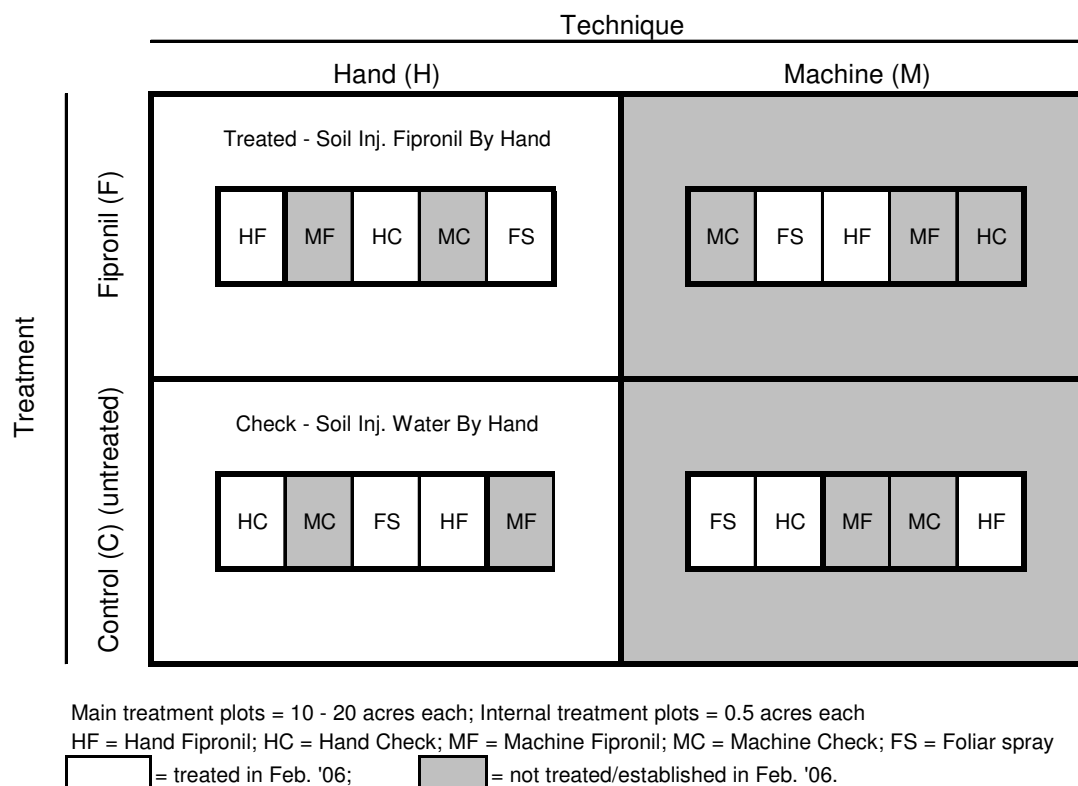 Technique
Hand (H)
Machine (M)
Treatment
Fipronil (F)
Treated - Soil Inj. Fipronil By Hand
HF MF HC MC FS
MC FS HF MF HC
Control (C) (untreated)
Check - Soil Inj. Water By Hand
HC MC FS HF MF
FS HC MF MC HF
Main treatment plots = 10 - 20 acres each; Internal treatment plots = 0.5 acres each
HF = Hand Fipronil; HC = Hand Check; MF = Machine Fipronil; MC = Machine Check; FS = Foliar spray
= treated in Feb. '06; = not treated/established in Feb. '06.